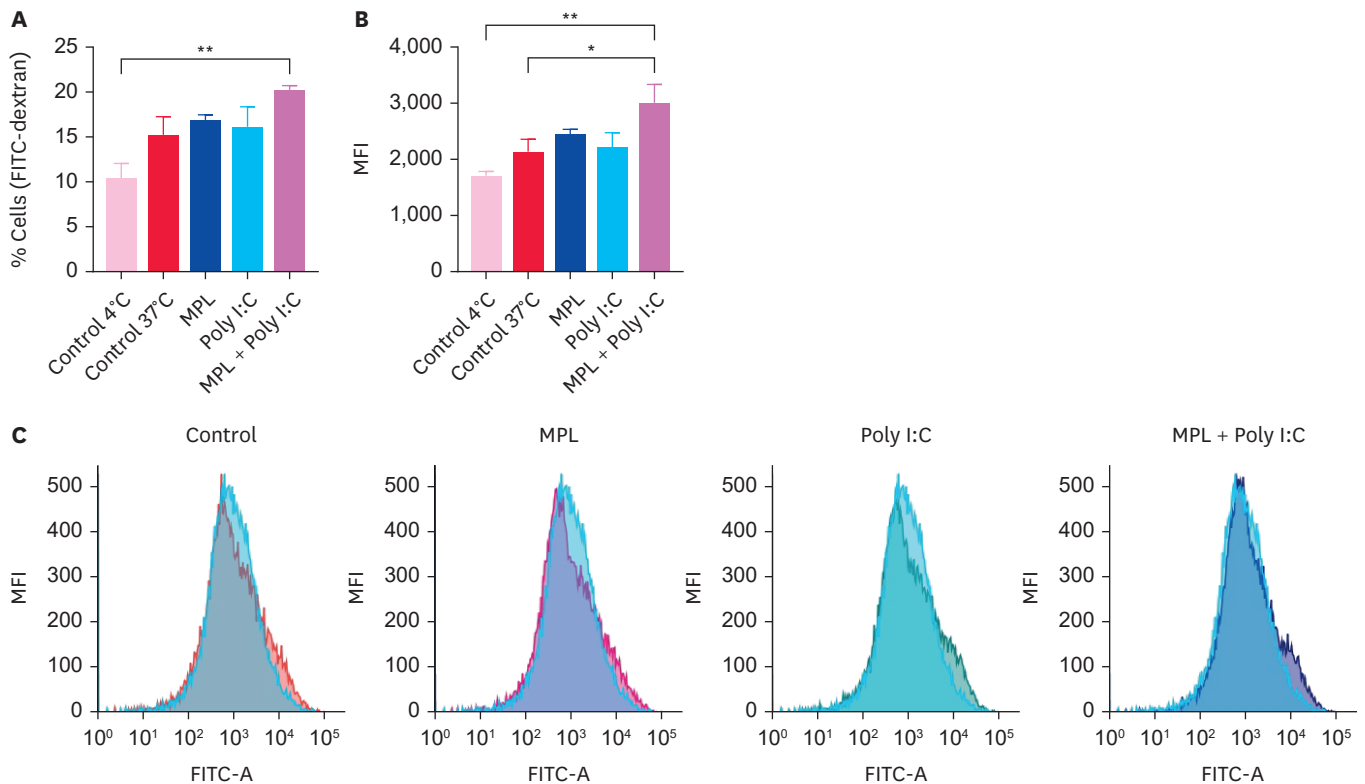 A
**
25
20
15
10
5
0
% Cells (FITC-dextran)
Control 4°C
Control 37°C
MPL
Poly I:C
MPL + Poly I:C
B
**
*
4,000
3,000
2,000
1,000
0
MFI
Control 4°C
Control 37°C
MPL
Poly I:C
MPL + Poly I:C
C
Control
500
400
300
200
100
0
MFI
10⁰ 10¹ 10² 10³ 10⁴ 10⁵
FITC-A
MPL
500
400
300
200
100
0
MFI
10⁰ 10¹ 10² 10³ 10⁴ 10⁵
FITC-A
Poly I:C
500
400
300
200
100
0
MFI
10⁰ 10¹ 10² 10³ 10⁴ 10⁵
FITC-A
MPL + Poly I:C
500
400
300
200
100
0
MFI
10⁰ 10¹ 10² 10³ 10⁴ 10⁵
FITC-A